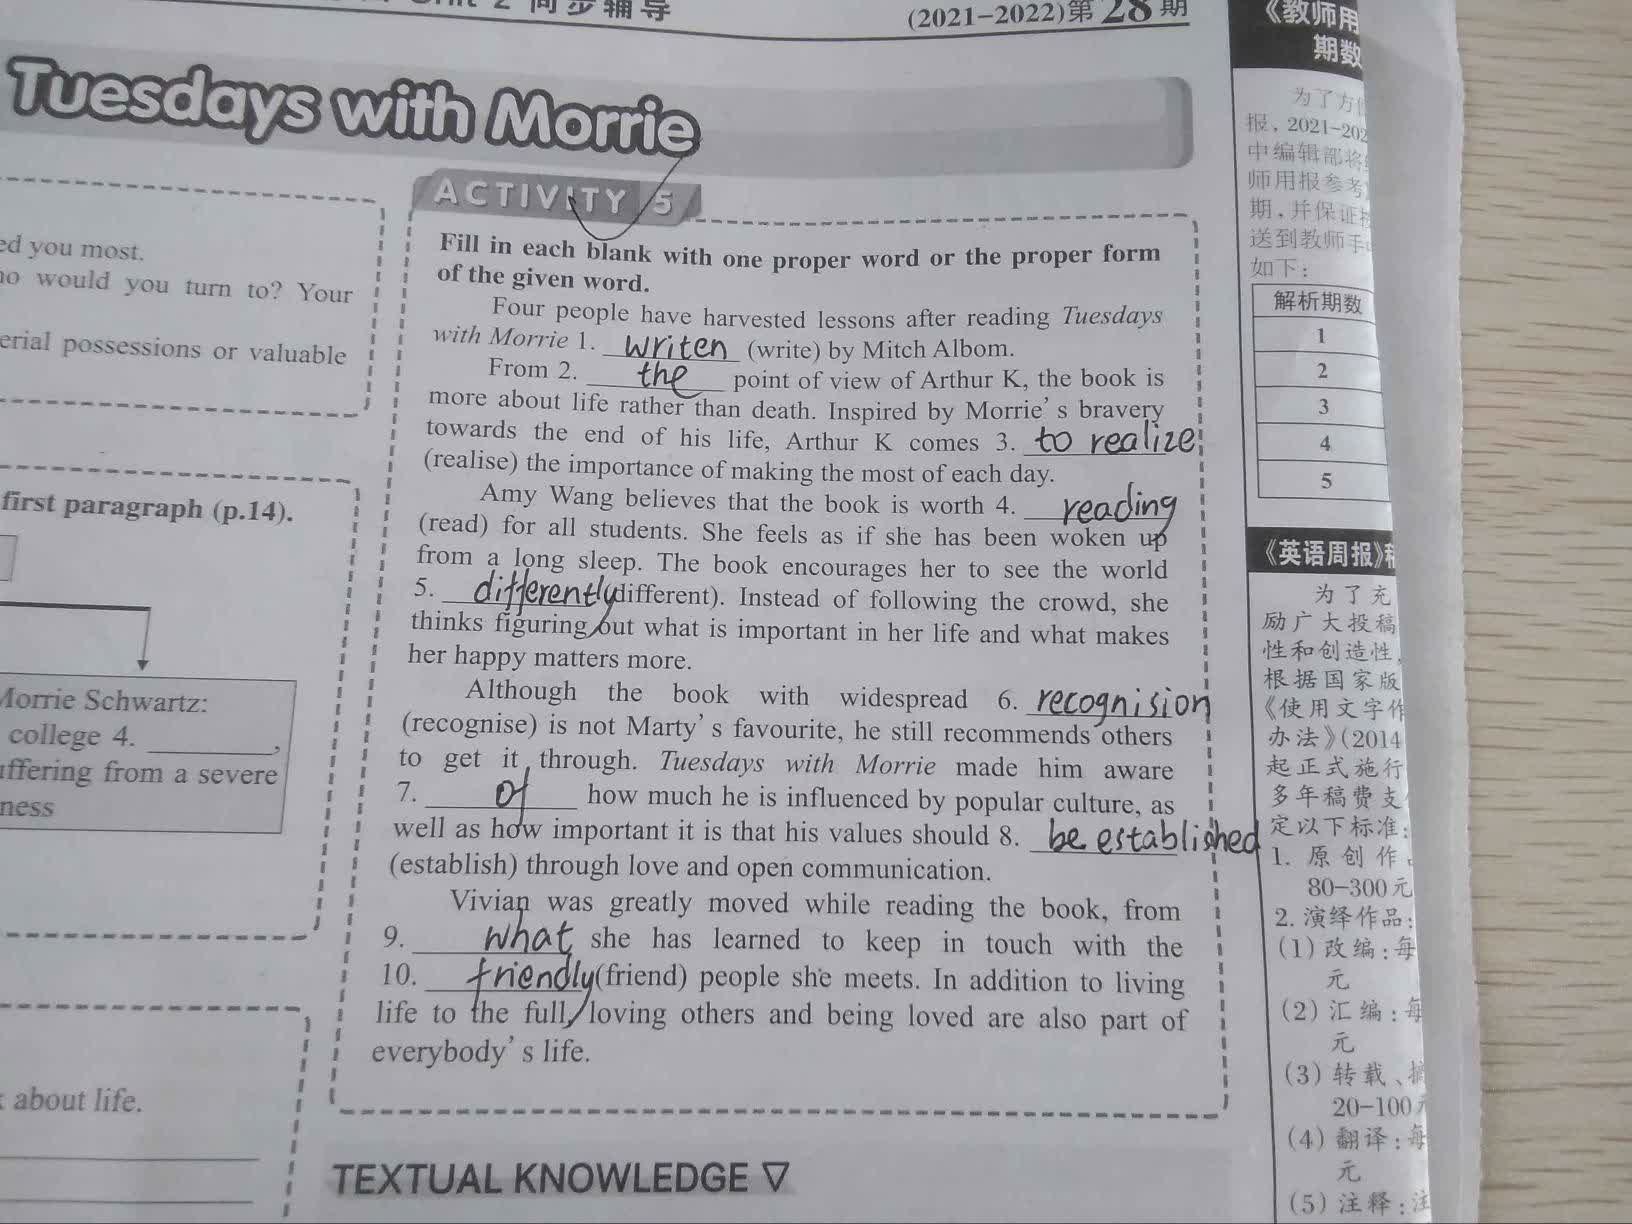 2 同步辅导
(2021-2022)第28期
Tuesdays with Morrie
ed you most.
would you turn to? Your
erial possessions or valuable
first paragraph (p.14).
Morrie Schwartz:
college 4. ________,
suffering from a severe
ness
about life.
ACTIVITY 5
Fill in each blank with one proper word or the proper form
of the given word.
Four people have harvested lessons after reading Tuesdays
with Morrie 1. writen (write) by Mitch Albom.
From 2. the point of view of Arthur K, the book is
more about life rather than death. Inspired by Morrie's bravery
towards the end of his life, Arthur K comes 3. to realize
(realise) the importance of making the most of each day.
Amy Wang believes that the book is worth 4. reading
(read) for all students. She feels as if she has been woken up
from a long sleep. The book encourages her to see the world
5. differently (different). Instead of following the crowd, she
thinks figuring out what is important in her life and what makes
her happy matters more.
Although the book with widespread 6. recognision
(recognise) is not Marty's favourite, he still recommends others
to get it through. Tuesdays with Morrie made him aware
7. of how much he is influenced by popular culture, as
well as how important it is that his values should 8. be established
(establish) through love and open communication.
Vivian was greatly moved while reading the book, from
9. what she has learned to keep in touch with the
10. friendly (friend) people she meets. In addition to living
life to the full, loving others and being loved are also part of
everybody's life.
TEXTUAL KNOWLEDGE ▽
《教师用
期数
为了方
报，2021-202
中编辑部将
师用报参考
期，并保证
送到教师手
如下：
解析期数
1
2
3
4
5
《英语周报》稿
为了充
励广大投稿
性和创造性，
根据国家版
《使用文字作
办法》(2014
起正式施行
多年稿费支
定以下标准：
1. 原创作
80-300元
2. 演绎作品：
(1) 改编：每
元
(2) 汇编：每
元
(3) 转载、摘
20-100元
(4) 翻译：每
元
(5) 注释：注